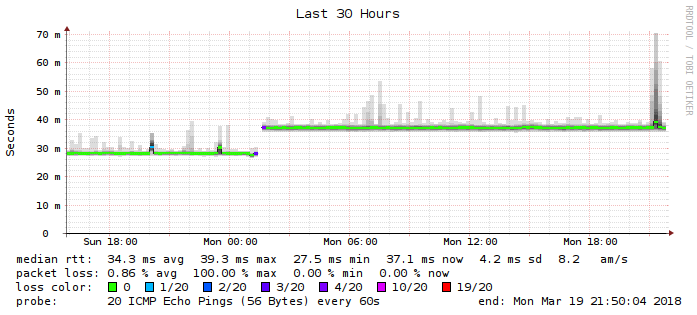 Last 30 Hours
RRDTOOL / TOBI OETIKER
Seconds
70 m
60 m
50 m
40 m
30 m
20 m
10 m
0
Sun 18:00 Mon 00:00 Mon 06:00 Mon 12:00 Mon 18:00
median rtt: 34.3 ms avg 39.3 ms max 27.5 ms min 37.1 ms now 4.2 ms sd 8.2 am/s
packet loss: 0.86 % avg 100.00 % max 0.00 % min 0.00 % now
loss color: 0 1/20 2/20 3/20 4/20 10/20 19/20
probe: 20 ICMP Echo Pings (56 Bytes) every 60s end: Mon Mar 19 21:50:04 2018